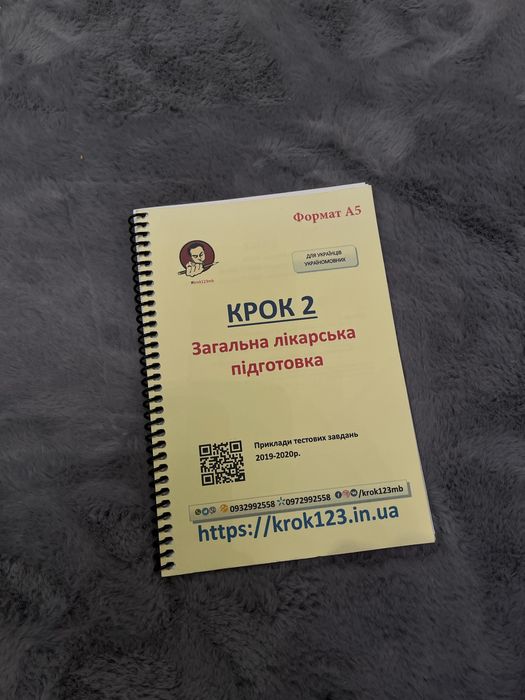 Формат А5
#krok123mb
ДЛЯ УКРАЇНЦІВ
УКРАЇНОМОВНИХ
КРОК 2
Загальна лікарська
підготовка
Приклади тестових завдань
2019-2020р.
0932992558 0972992558 /krok123mb
https://krok123.in.ua